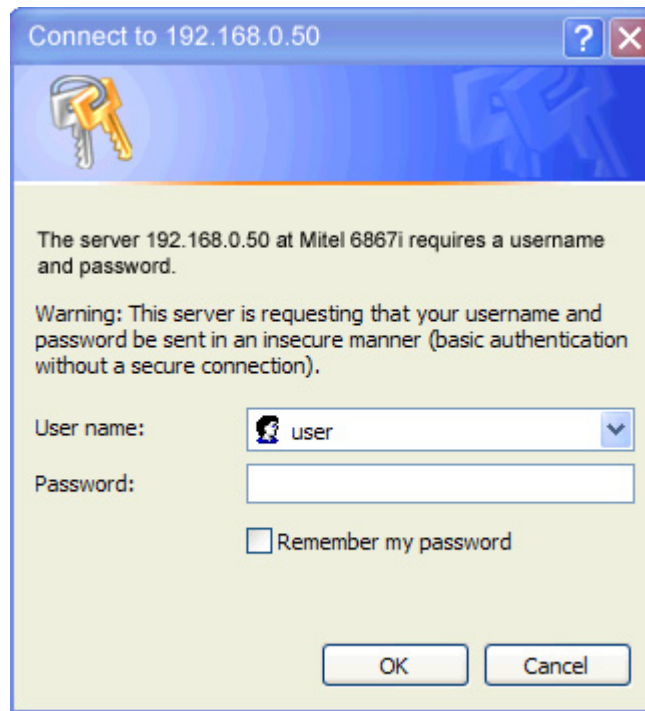 Connect to 192.168.0.50
The server 192.168.0.50 at Mitel 6867i requires a username
and password.
Warning: This server is requesting that your username and
password be sent in an insecure manner (basic authentication
without a secure connection).
User name:
user
Password:
Remember my password
OK
Cancel